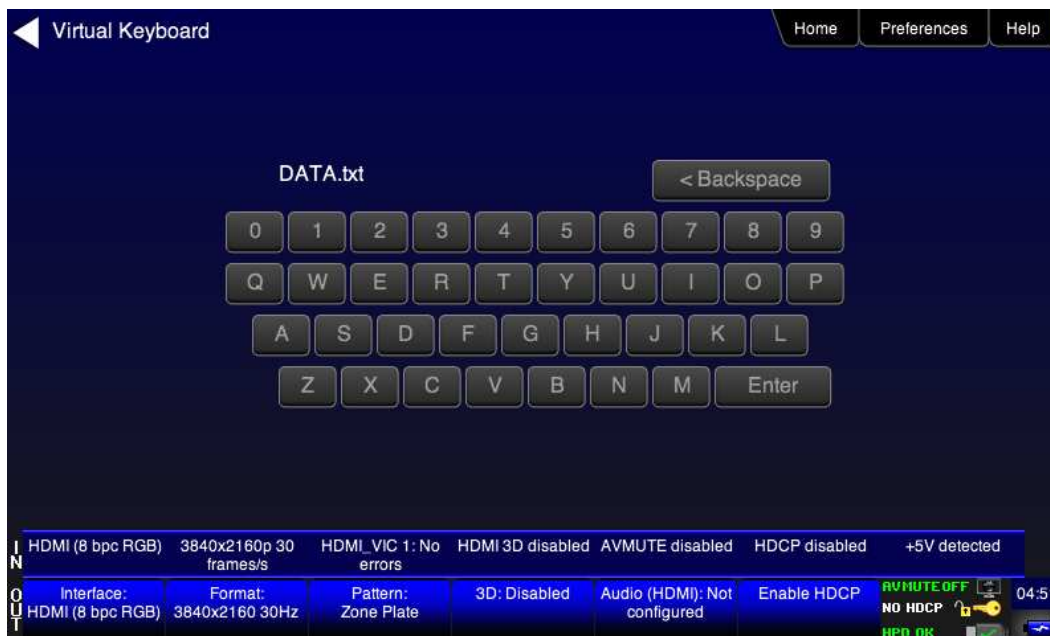 Virtual Keyboard
Home
Preferences
Help
DATA.txt
< Backspace
0 1 2 3 4 5 6 7 8 9
Q W E R T Y U I O P
A S D F G H J K L
Z X C V B N M Enter
IN
HDMI (8 bpc RGB)
3840x2160p 30
frames/s
HDMI_VIC 1: No
errors
HDMI 3D disabled
AVMUTE disabled
HDCP disabled
+5V detected
OUT
Interface:
HDMI (8 bpc RGB)
Format:
3840x2160 30Hz
Pattern:
Zone Plate
3D: Disabled
Audio (HDMI): Not
configured
Enable HDCP
AVMUTE OFF
NO HDCP
HPD OK
04:5